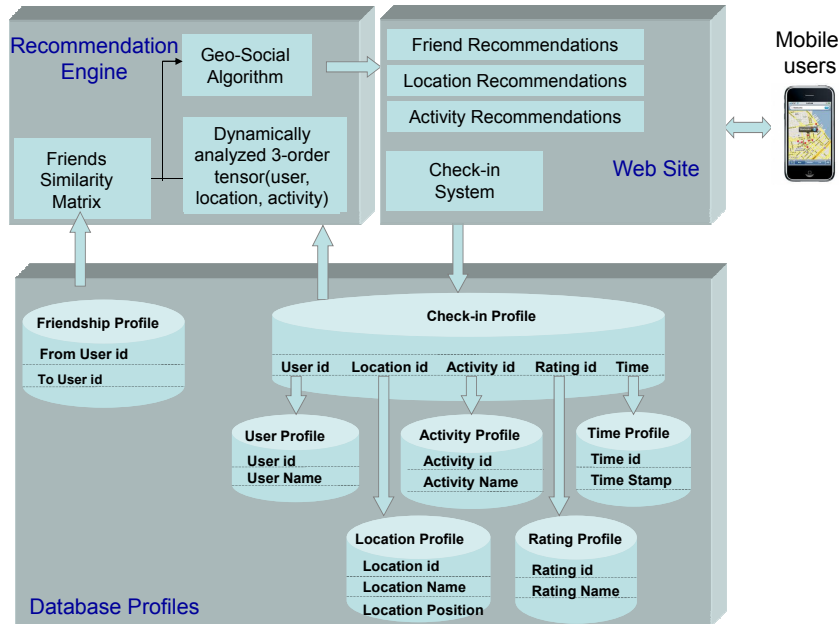 Recommendation
Engine
Geo-Social
Algorithm
Friends
Similarity
Matrix
Dynamically
analyzed 3-order
tensor(user,
location, activity)
Friend Recommendations
Location Recommendations
Activity Recommendations
Check-in
System
Web Site
Mobile
users
Friendship Profile
From User id
To User id
Check-in Profile
User id Location id Activity id Rating id Time
User Profile
User id
User Name
Activity Profile
Activity id
Activity Name
Time Profile
Time id
Time Stamp
Location Profile
Location id
Location Name
Location Position
Rating Profile
Rating id
Rating Name
Database Profiles